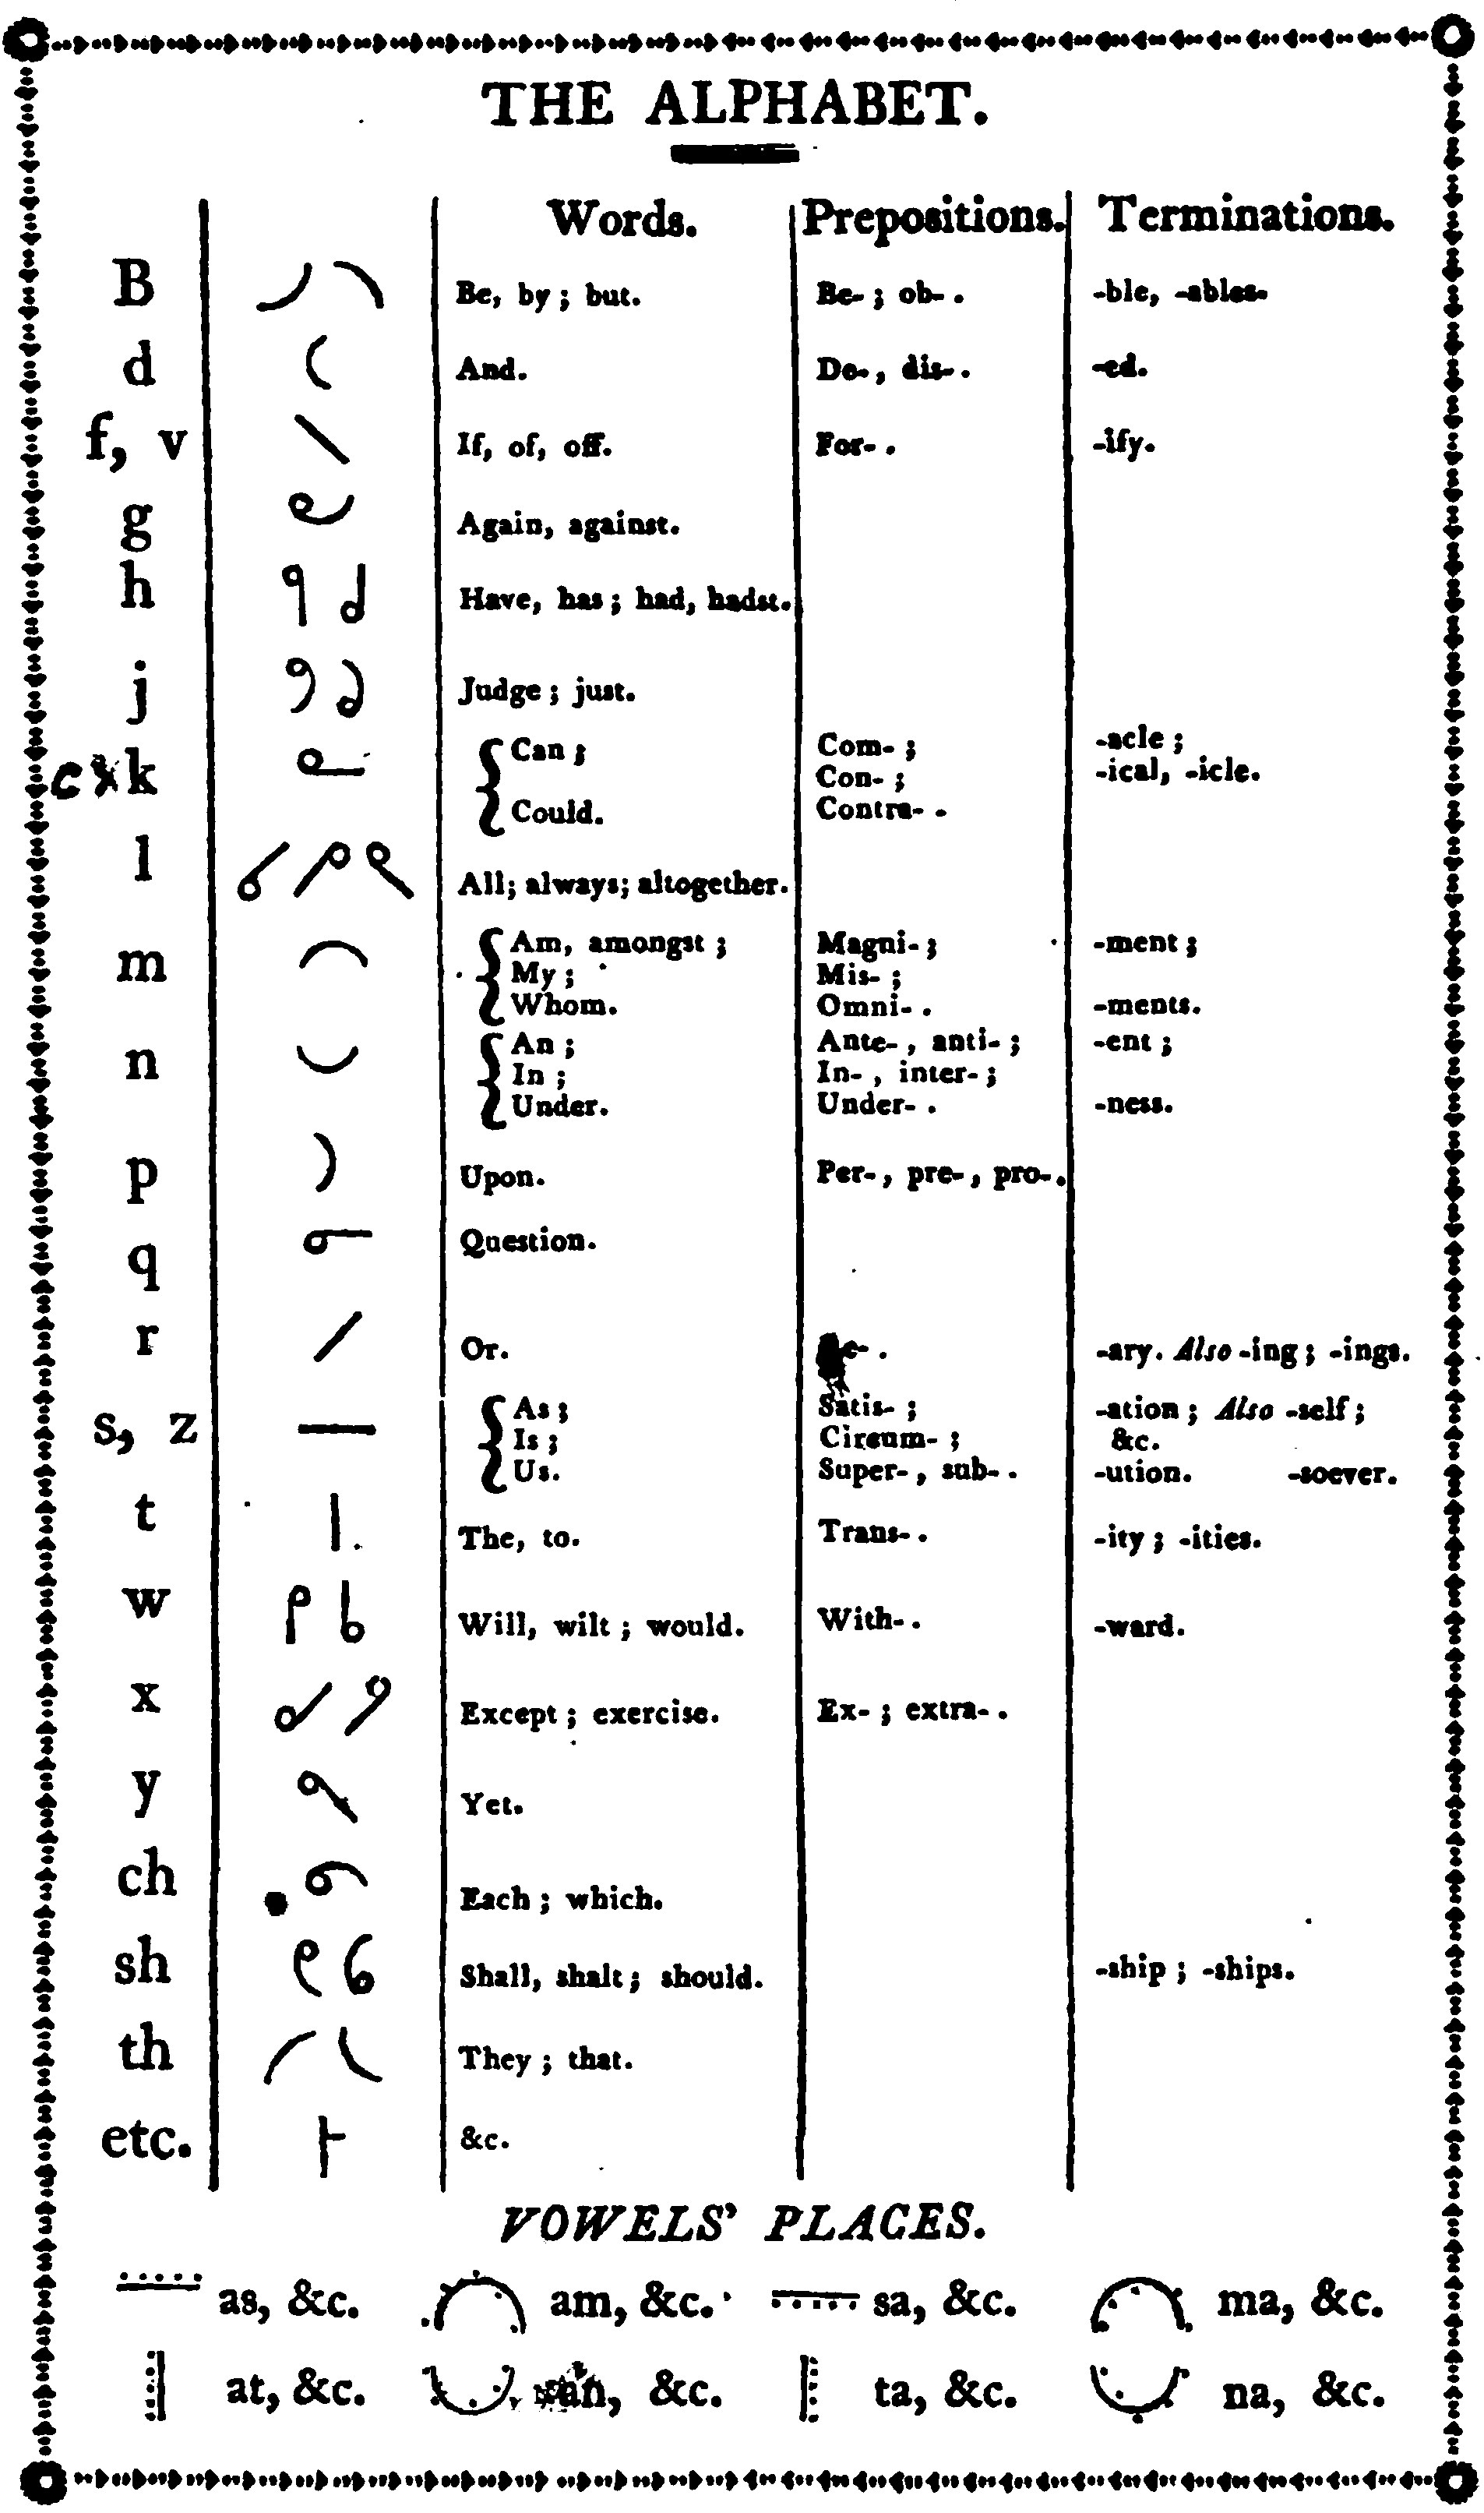 THE ALPHABET.
Words. Prepositions. Terminations.
B Be, by; but. Be-; ob-. -ble, -ables.
d And. De-, dis-. -ed.
f, v If, of, off. For-. -ify.
g Again, against.
h Have, has; had, hadst.
j Judge; just.
c k Can; Com-; -acle;
Con-; -ical, -icle.
Could. Contra-.
l All; always; altogether.
m Am, amongst; Magni-; -ment;
My; Mis-;
Whom. Omni-. -ments.
n An; Ante-, anti-; -ent;
In; In-, inter-;
Under. Under-. -ness.
p Upon. Per-, pre-, pro-.
q Question.
r Or. -ary. Also -ing; -ings.
s, z As; Satis-; -ation; Also -self;
Is; Circum-; &c.
Us. Super-, sub-. -ution. -soever.
t The, to. Trans-. -ity; -ities.
w Will, wilt; would. With-. -ward.
x Except; exercise. Ex-; extra-.
y Yet.
ch Each; which.
sh Shall, shalt; should. -ship; -ships.
th They; that.
etc. &c.
VOWELS' PLACES.
as, &c. am, &c. sa, &c. ma, &c.
at, &c. an, &c. ta, &c. na, &c.